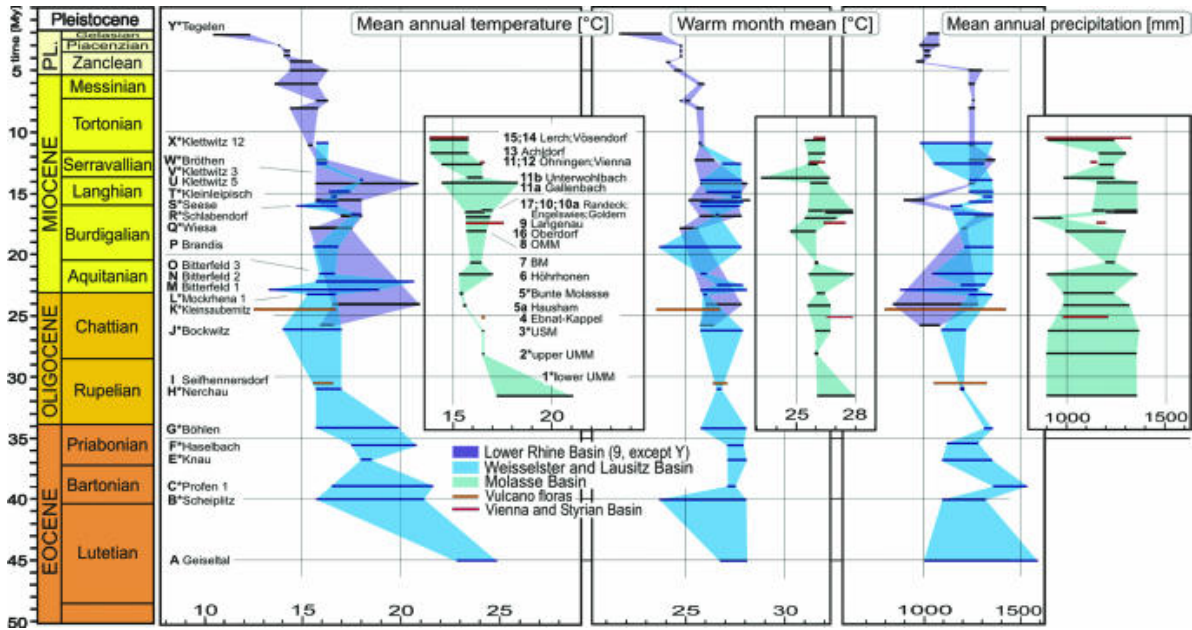 Pleistocene
Mean annual temperature [°C]
Warm month mean [°C]
Mean annual precipitation [mm]
time [My]
PL.
MIOCENE
OLIGOCENE
EOCENE
Gelasian
Piacenzian
Zanclean
Messinian
Tortonian
Serravallian
Langhian
Burdigalian
Aquitanian
Chattian
Rupelian
Priabonian
Bartonian
Lutetian
5
10
15
20
25
30
35
40
45
50
Y* Tegelen
X* Klettwitz 12
W* Bröthen
V* Klettwitz 3
U Klettwitz 5
T* Kleinleipisch
S* Seese
R* Schlabendorf
Q* Wiesa
P Brandis
O Bitterfeld 3
N Bitterfeld 2
M Bitterfeld 1
L* Mockrhena 1
K* Kleinsaubernitz
J* Bockwitz
I Seifhennersdorf
H* Nerchau
G* Böhlen
F* Haselbach
E* Knau
C* Profen 1
B* Scheiplitz
A Geiseltal
15;14 Lerch;Vösendorf
13 Achldorf
11;12 Öhningen;Vienna
11b Unterwohlbach
11a Gallenbach
17;10;10a Randeck;
Engelswies;Goldern
9 Langenau
16 Oberdorf
8 OMM
7 BM
6 Höhrhonen
5* Bunte Molasse
5a Hausham
4 Ebnat-Kappel
3* USM
2* upper UMM
1* lower UMM
15 20
25 28
1000 1500
Lower Rhine Basin (9, except Y)
Weisselster and Lausitz Basin
Molasse Basin
Vulcano floras
Vienna and Styrian Basin
10 15 20 25
25 30
1000 1500